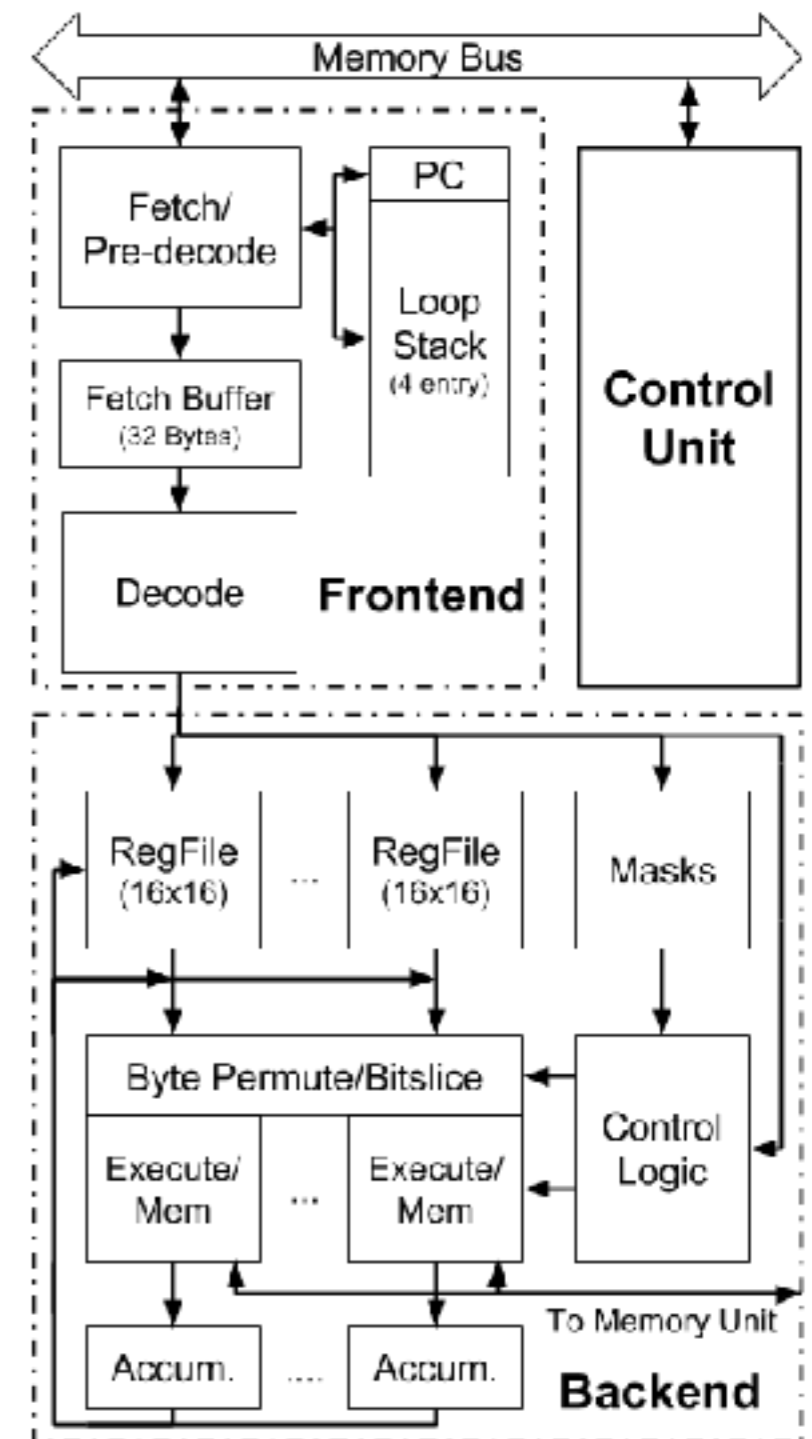 Memory Bus
Fetch/
Pre-decode
PC
Loop
Stack
(4 entry)
Fetch Buffer
(32 Bytes)
Control
Unit
Decode
Frontend
RegFile
(16x16)
...
RegFile
(16x16)
Masks
Byte Permute/Bitslice
Execute/
Mem
...
Execute/
Mem
Control
Logic
To Memory Unit
Accum.
....
Accum.
Backend